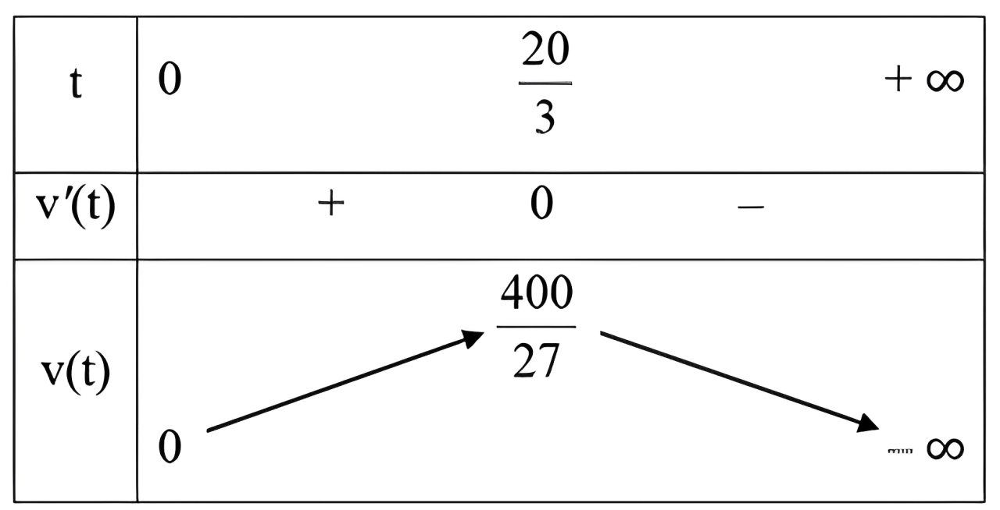 t 0 20/3 + ∞
v′(t) + 0 −
v(t) 0 400/27 − ∞